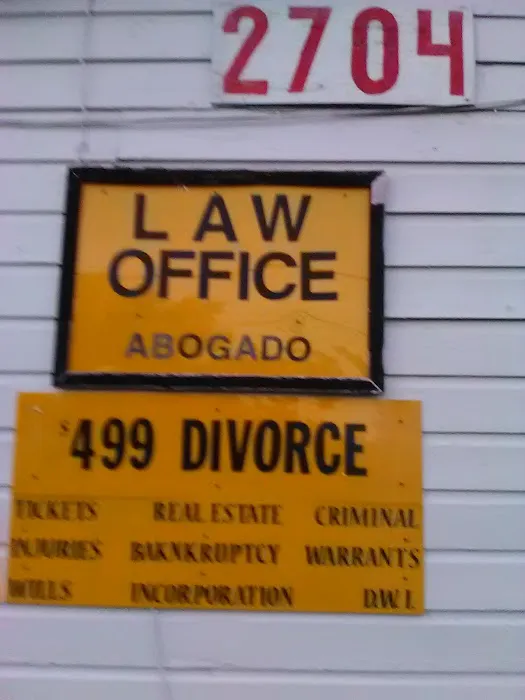 2704
LAW
OFFICE
ABOGADO
$499 DIVORCE
TICKETS REAL ESTATE CRIMINAL
INJURIES BAKNKRUPTCY WARRANTS
WILLS INCORPORATION D.W.I.